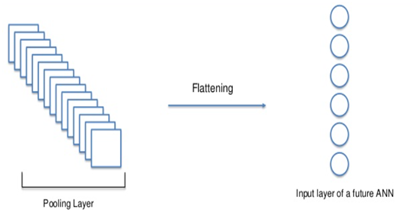 Flattening
Pooling Layer
Input layer of a future ANN